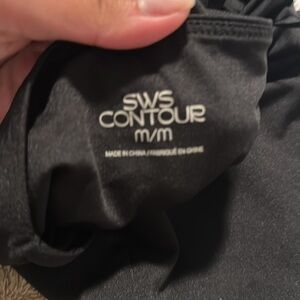 SWS
CONTOUR
M/M
MADE IN CHINA / FABRIQUÉ EN CHINE